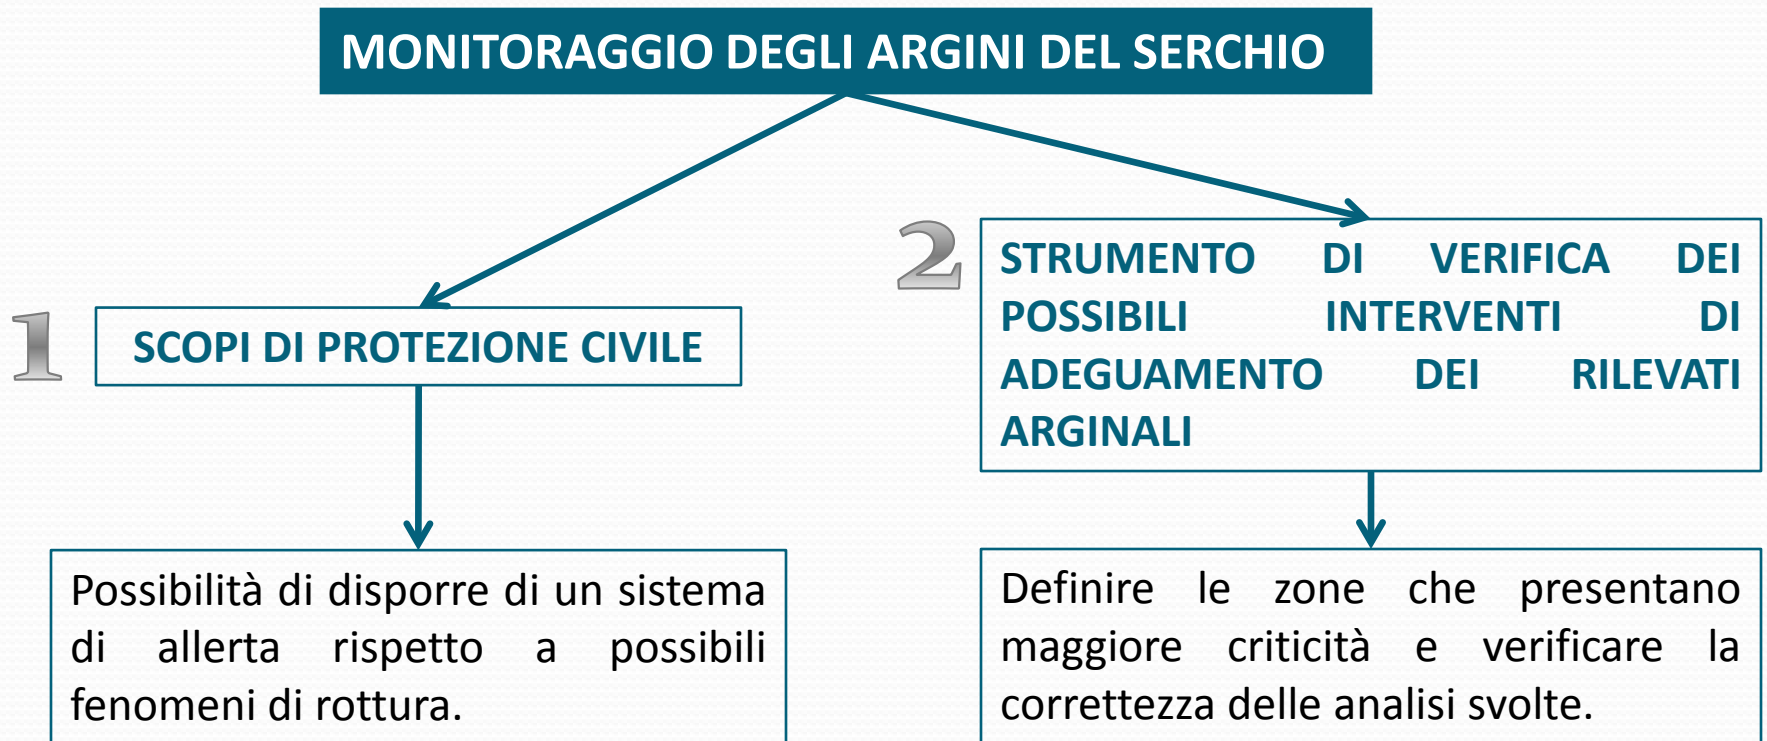 MONITORAGGIO DEGLI ARGINI DEL SERCHIO
1
SCOPI DI PROTEZIONE CIVILE
Possibilità di disporre di un sistema
di allerta rispetto a possibili
fenomeni di rottura.
2
STRUMENTO DI VERIFICA DEI
POSSIBILI INTERVENTI DI
ADEGUAMENTO DEI RILEVATI
ARGINALI
Definire le zone che presentano
maggiore criticità e verificare la
correttezza delle analisi svolte.